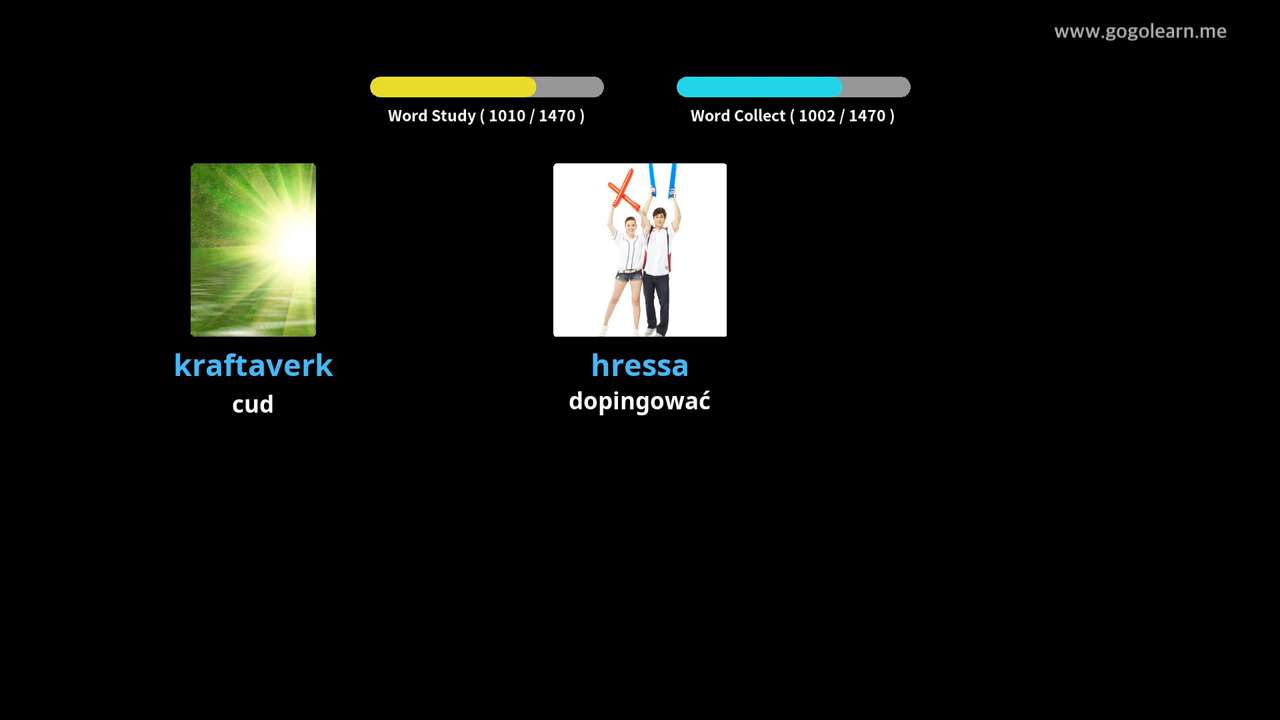 www.gogolearn.me
Word Study ( 1010 / 1470 )
Word Collect ( 1002 / 1470 )
kraftaverk
cud
hressa
dopingować